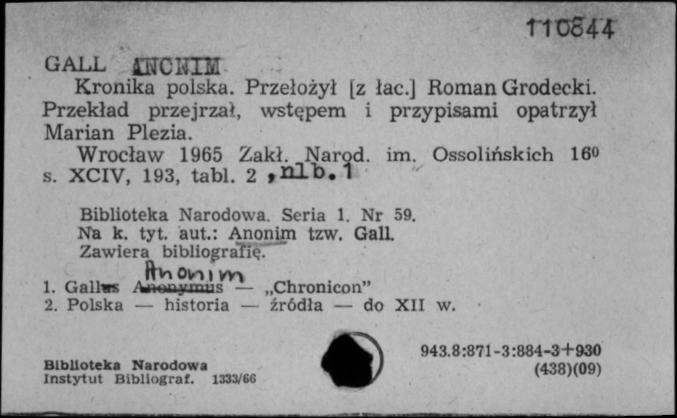 110844
GALL ANONIM
Kronika polska. Przełożył [z łac.] Roman Grodecki.
Przekład przejrzał, wstępem i przypisami opatrzył
Marian Plezia.
Wrocław 1965 Zakł. Narod. im. Ossolińskich 16⁰
s. XCIV, 193, tabl. 2 , nlb. 1
Biblioteka Narodowa. Seria 1. Nr 59.
Na k. tyt. aut.: Anonim tzw. Gall.
Zawiera bibliografię.
Anonim
1. Gallus Anonymus — „Chronicon”
2. Polska — historia — źródła — do XII w.
943.8:871-3:884-3+930
(438)(09)
Biblioteka Narodowa
Instytut Bibliograf. 1333/66